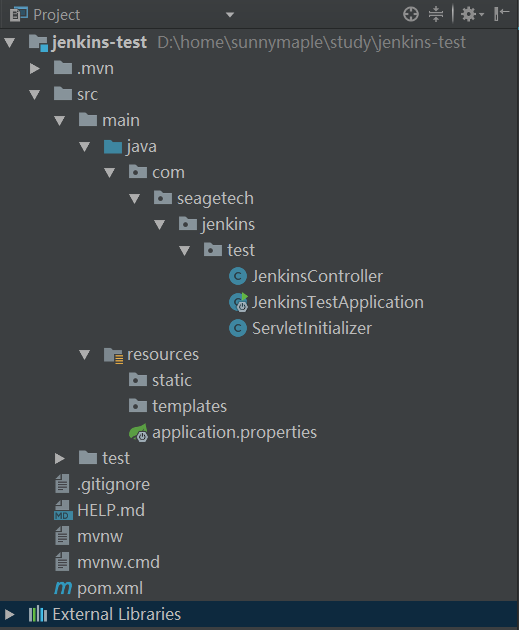 Project
jenkins-test D:\home\sunnymaple\study\jenkins-test
.mvn
src
main
java
com
seagetech
jenkins
test
C JenkinsController
C JenkinsTestApplication
C ServletInitializer
resources
static
templates
application.properties
test
.gitignore
MD HELP.md
mvnw
mvnw.cmd
m pom.xml
External Libraries